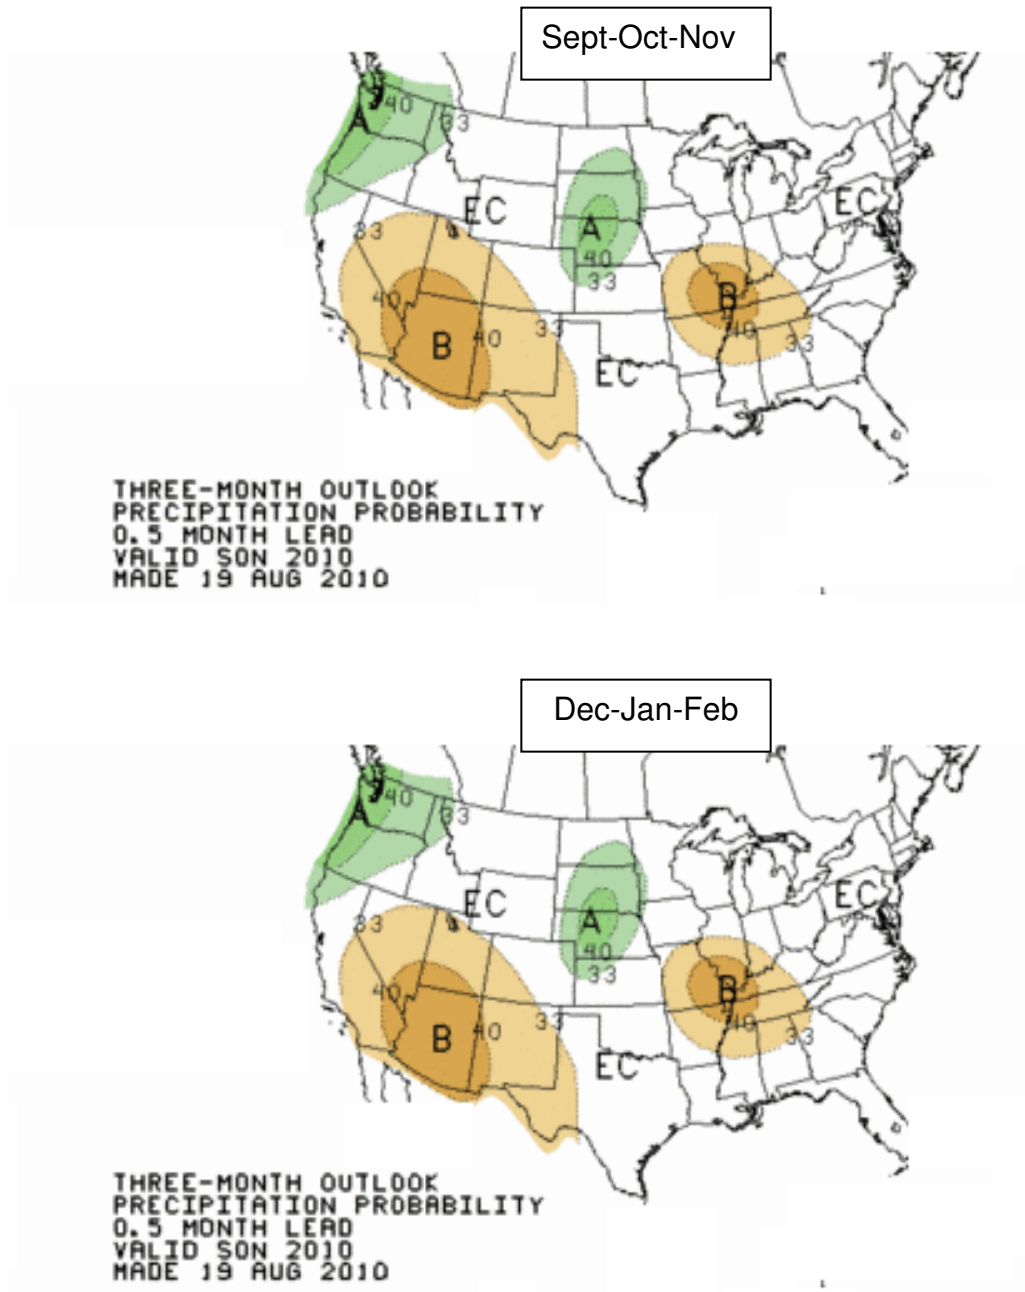 Sept-Oct-Nov
40
A
33
EC
EC
A
33
40
33
B
40
40
33
B
40
33
EC
THREE-MONTH OUTLOOK
PRECIPITATION PROBABILITY
0.5 MONTH LEAD
VALID SON 2010
MADE 19 AUG 2010
Dec-Jan-Feb
40
A
33
EC
EC
A
33
40
33
B
40
40
33
B
40
33
EC
THREE-MONTH OUTLOOK
PRECIPITATION PROBABILITY
0.5 MONTH LEAD
VALID SON 2010
MADE 19 AUG 2010